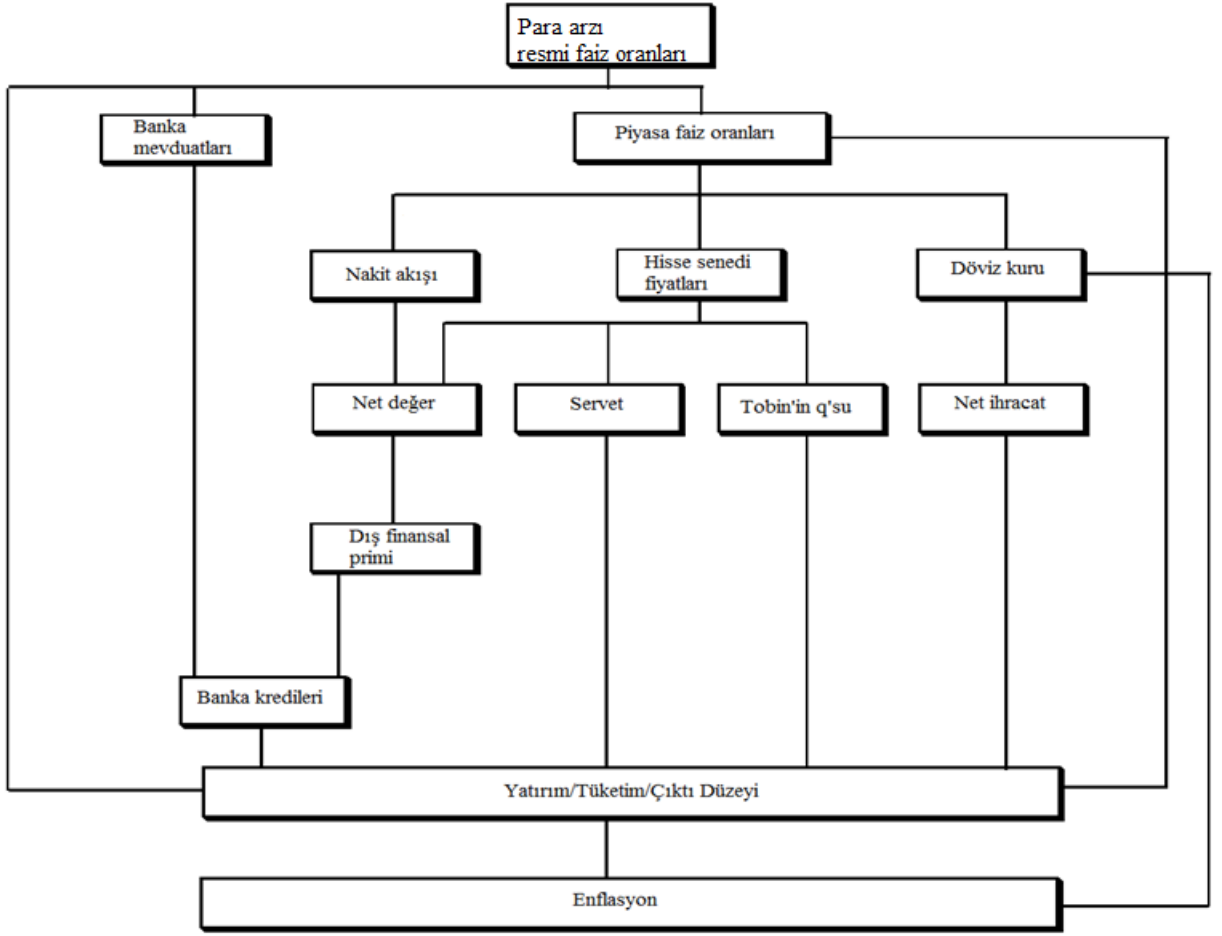 Para arzı
resmi faiz oranları
Banka
mevduatları
Piyasa faiz oranları
Nakit akışı
Hisse senedi
fiyatları
Döviz kuru
Net değer
Servet
Tobin'in q'su
Net ihracat
Dış finansal
primi
Banka kredileri
Yatırım/Tüketim/Çıktı Düzeyi
Enflasyon